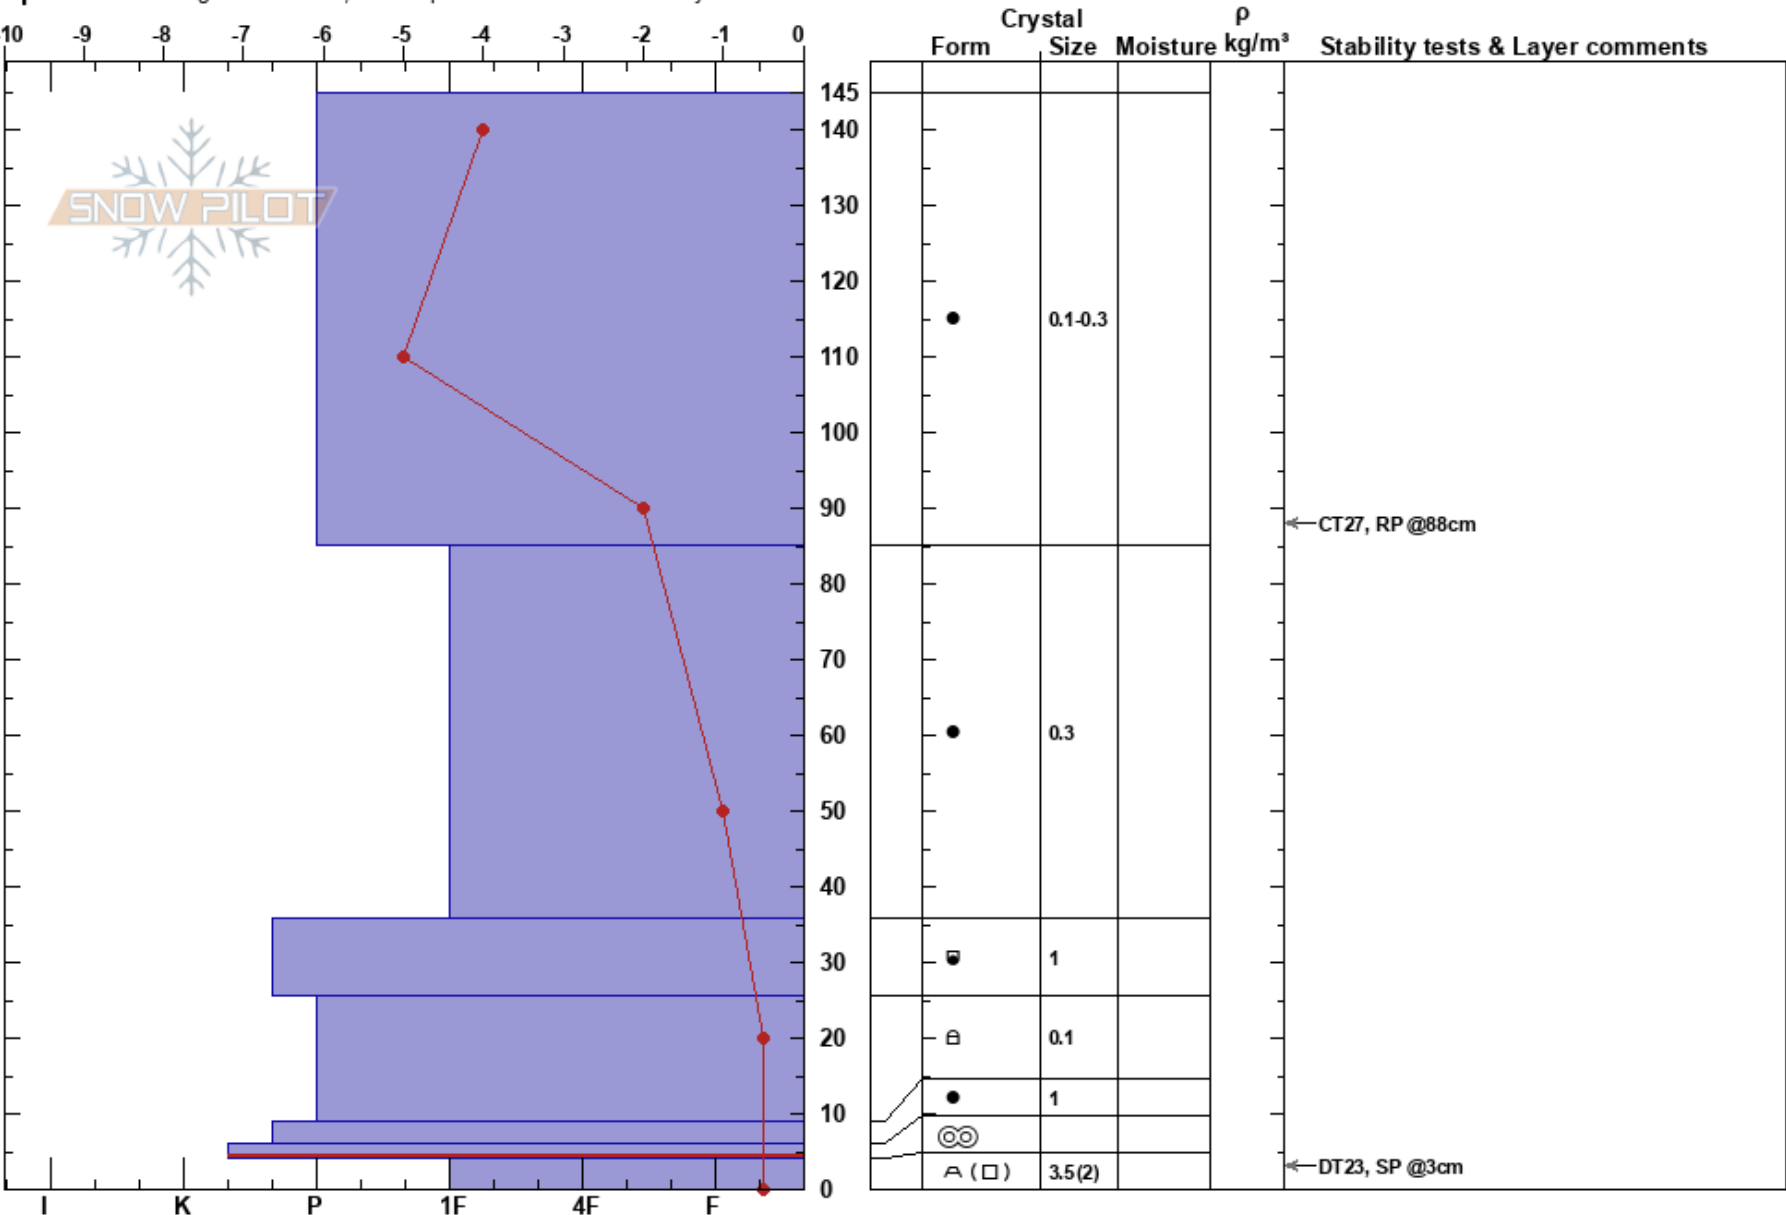 Crystal ρ
-10 -9 -8 -7 -6 -5 -4 -3 -2 -1 0 Form Size Moisture kg/m³ Stability tests & Layer comments
145
140
SNOW PILOT
130
120
110 0.1-0.3
100
90
CT27, RP @88cm
80
70
60 0.3
50
40
30 1
20 0.1
10 1
3.5(2) DT23, SP @3cm
0
I K P 1F 4F F